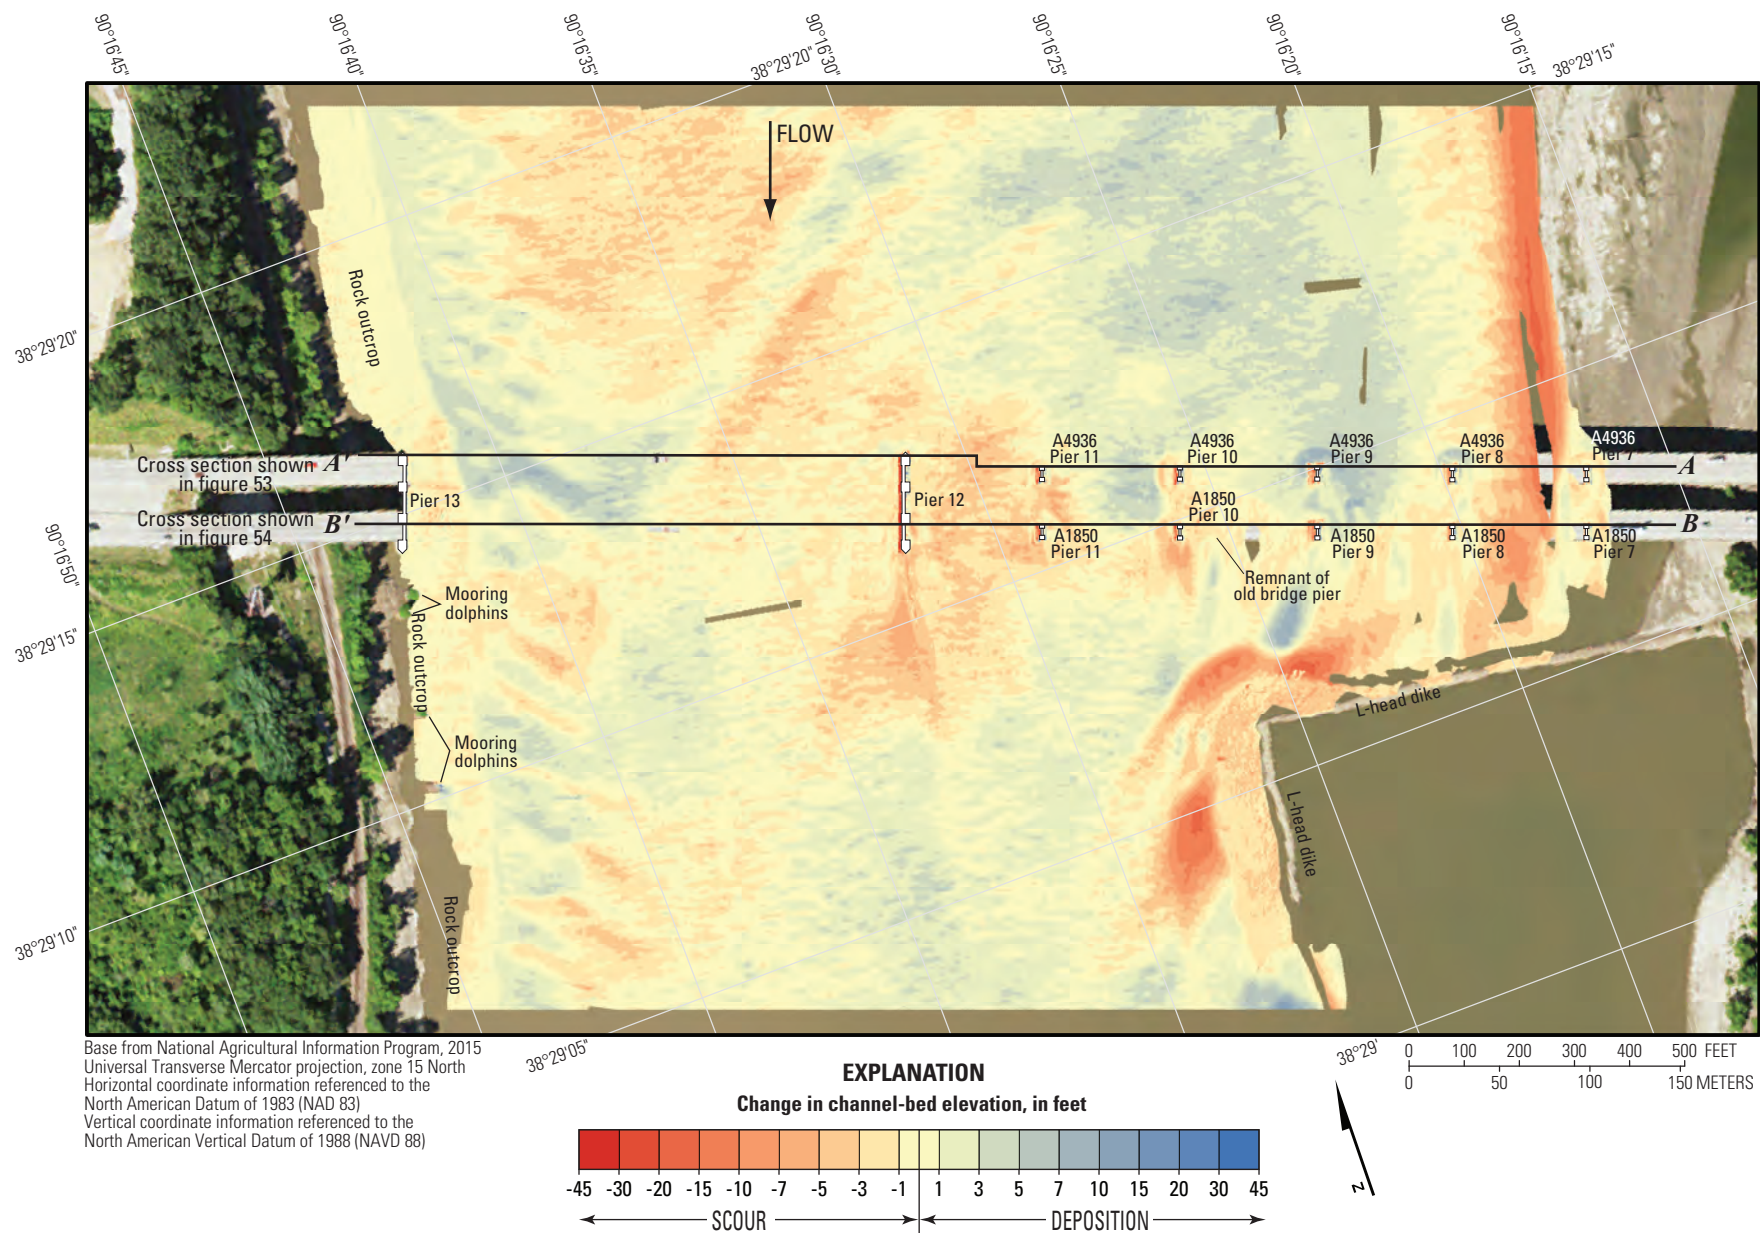 90°16'45"
90°16'40"
90°16'35"
38°29'20"
90°16'30"
90°16'25"
90°16'20"
90°16'15"
38°29'15"
FLOW
Rock outcrop
38°29'20"
Cross section shown
in figure 53
A'
A4936
Pier 11
A4936
Pier 10
A4936
Pier 9
A4936
Pier 8
A4936
Pier 7
A
Pier 13
Pier 12
A1850
Pier 10
Cross section shown
in figure 54
B'
B
A1850
Pier 11
A1850
Pier 9
A1850
Pier 8
A1850
Pier 7
90°16'50"
Remnant of
old bridge pier
Mooring
dolphins
Rock outcrop
38°29'15"
L-head dike
Mooring
dolphins
L-head dike
38°29'10"
Rock outcrop
Base from National Agricultural Information Program, 2015
Universal Transverse Mercator projection, zone 15 North
Horizontal coordinate information referenced to the
North American Datum of 1983 (NAD 83)
Vertical coordinate information referenced to the
North American Vertical Datum of 1988 (NAVD 88)
38°29'05"
38°29'
0 100 200 300 400 500 FEET
0 50 100 150 METERS
N
EXPLANATION
Change in channel-bed elevation, in feet
-45 -30 -20 -15 -10 -7 -5 -3 -1 1 3 5 7 10 15 20 30 45
SCOUR DEPOSITION